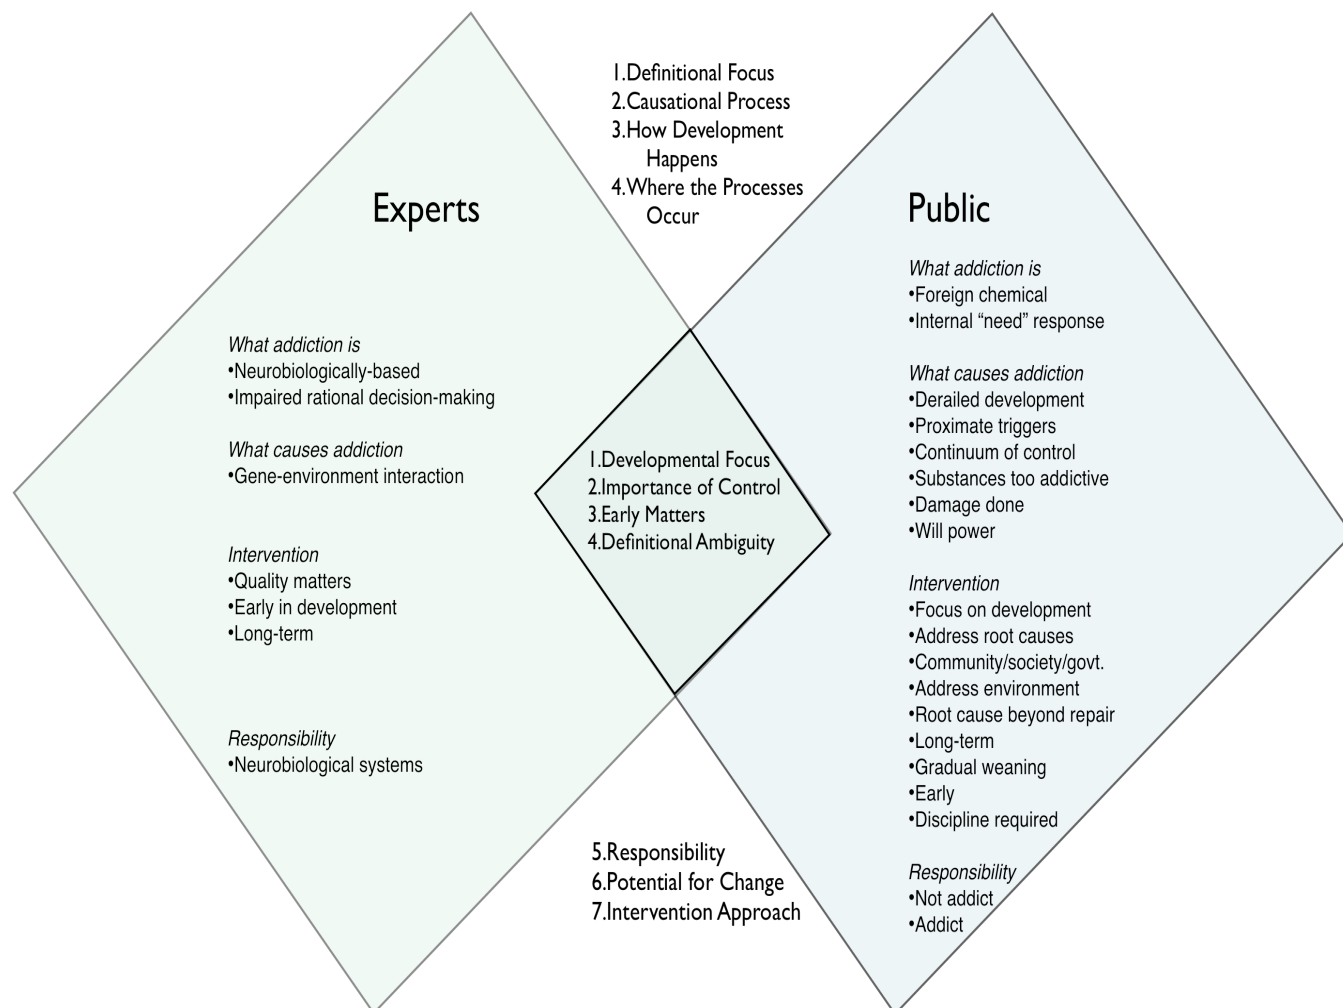 1.Definitional Focus
2.Causational Process
3.How Development
Happens
4.Where the Processes
Occur
Experts
What addiction is
•Neurobiologically-based
•Impaired rational decision-making
What causes addiction
•Gene-environment interaction
Intervention
•Quality matters
•Early in development
•Long-term
Responsibility
•Neurobiological systems
1.Developmental Focus
2.Importance of Control
3.Early Matters
4.Definitional Ambiguity
Public
What addiction is
•Foreign chemical
•Internal “need” response
What causes addiction
•Derailed development
•Proximate triggers
•Continuum of control
•Substances too addictive
•Damage done
•Will power
Intervention
•Focus on development
•Address root causes
•Community/society/govt.
•Address environment
•Root cause beyond repair
•Long-term
•Gradual weaning
•Early
•Discipline required
Responsibility
•Not addict
•Addict
5.Responsibility
6.Potential for Change
7.Intervention Approach